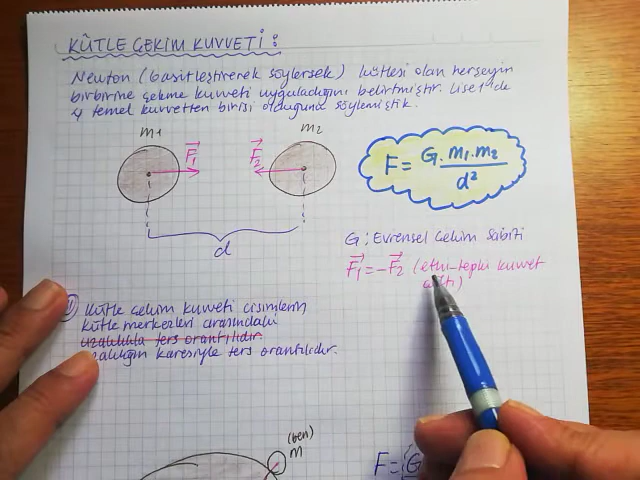 KÜTLE ÇEKİM KUVVETİ:
Newton (basitleştirerek söylersek) kütlesi olan herşeyin
birbirine çekme kuvveti uyguladığını belirtmiştir. Lise 1'de
4 temel kuvvetten birisi olduğunu söylemiştik.
m1 m2
F1 F2
F = G.m1.m2 / d²
d
G: Evrensel Çekim Sabiti
F1 = -F2 (etki-tepki kuvvet
çifti)
1 Kütle çekim kuvveti cisimlerin
kütle merkezleri arasındaki
uzaklıkla ters orantılıdır.
uzaklığın karesiyle ters orantılıdır.
(ben)
m
F = G